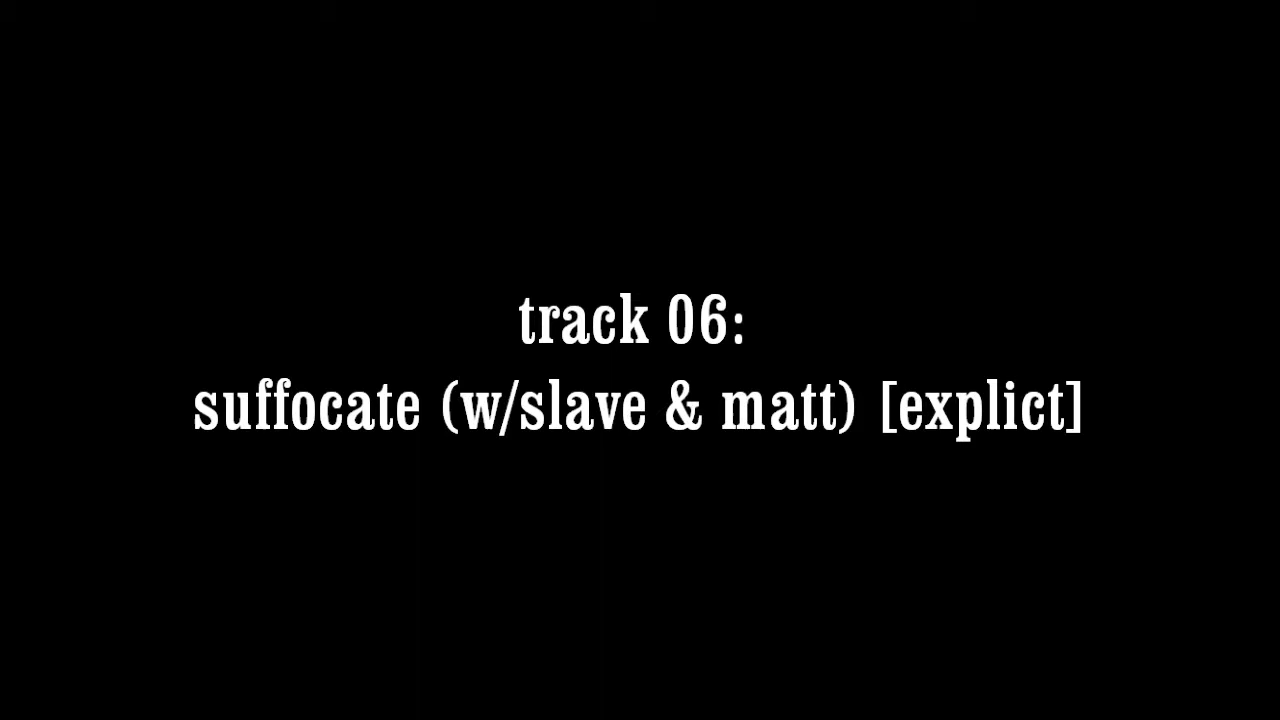 track 06:
suffocate (w/slave & matt) [explict]